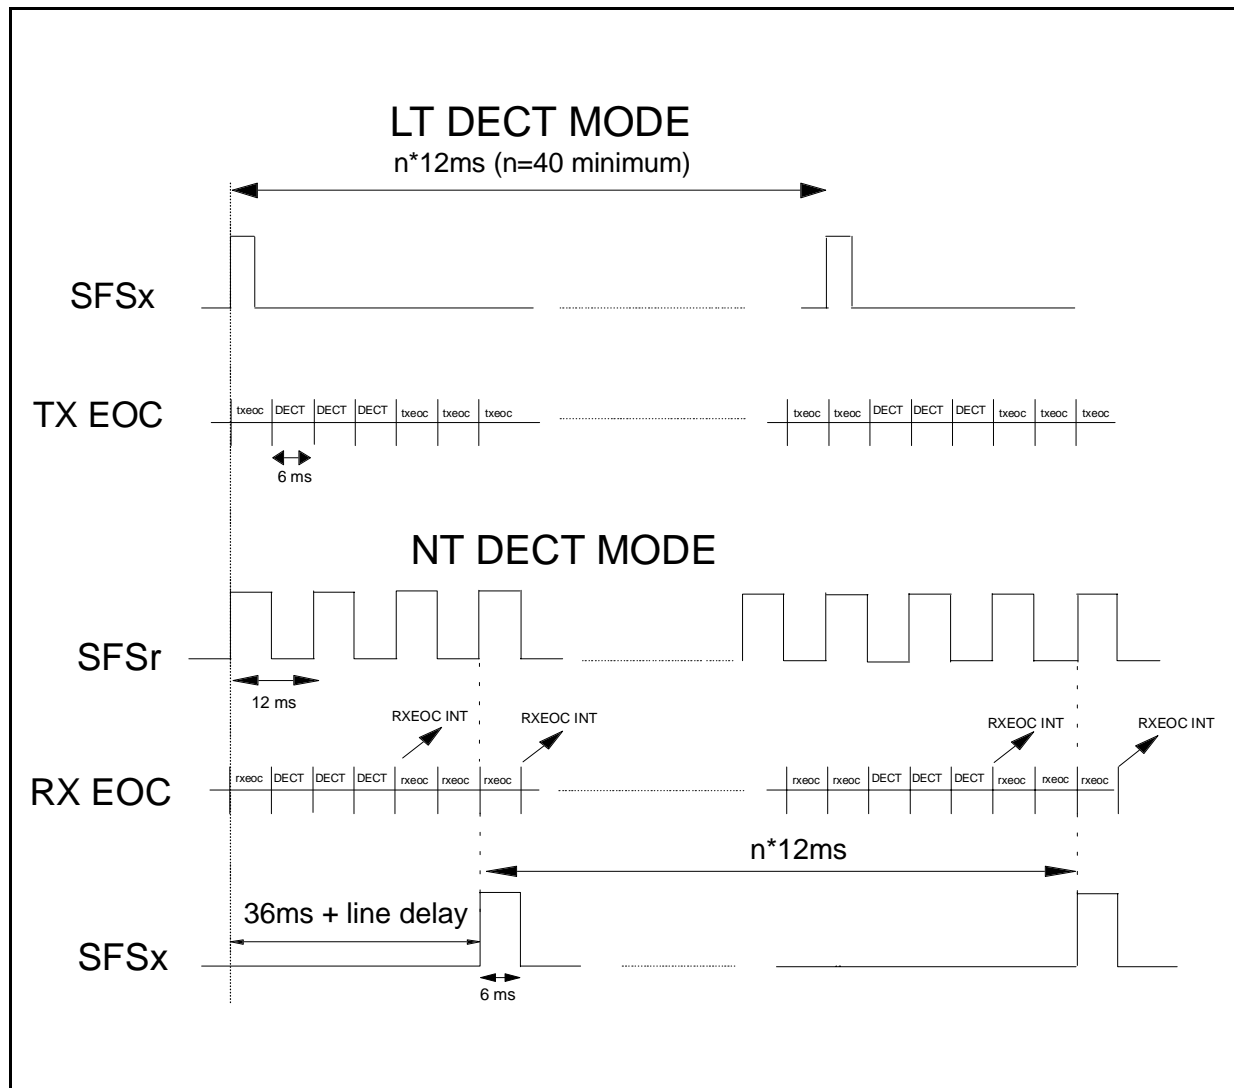 LT DECT MODE
n*12ms (n=40 minimum)
SFSx
TX EOC
txeoc DECT DECT DECT txeoc txeoc txeoc
txeoc txeoc DECT DECT DECT txeoc txeoc txeoc
6 ms
NT DECT MODE
SFSr
12 ms
RXEOC INT
RXEOC INT
RXEOC INT
RXEOC INT
RX EOC
rxeoc DECT DECT DECT rxeoc rxeoc rxeoc
rxeoc rxeoc DECT DECT DECT rxeoc rxeoc rxeoc
n*12ms
36ms + line delay
SFSx
6 ms